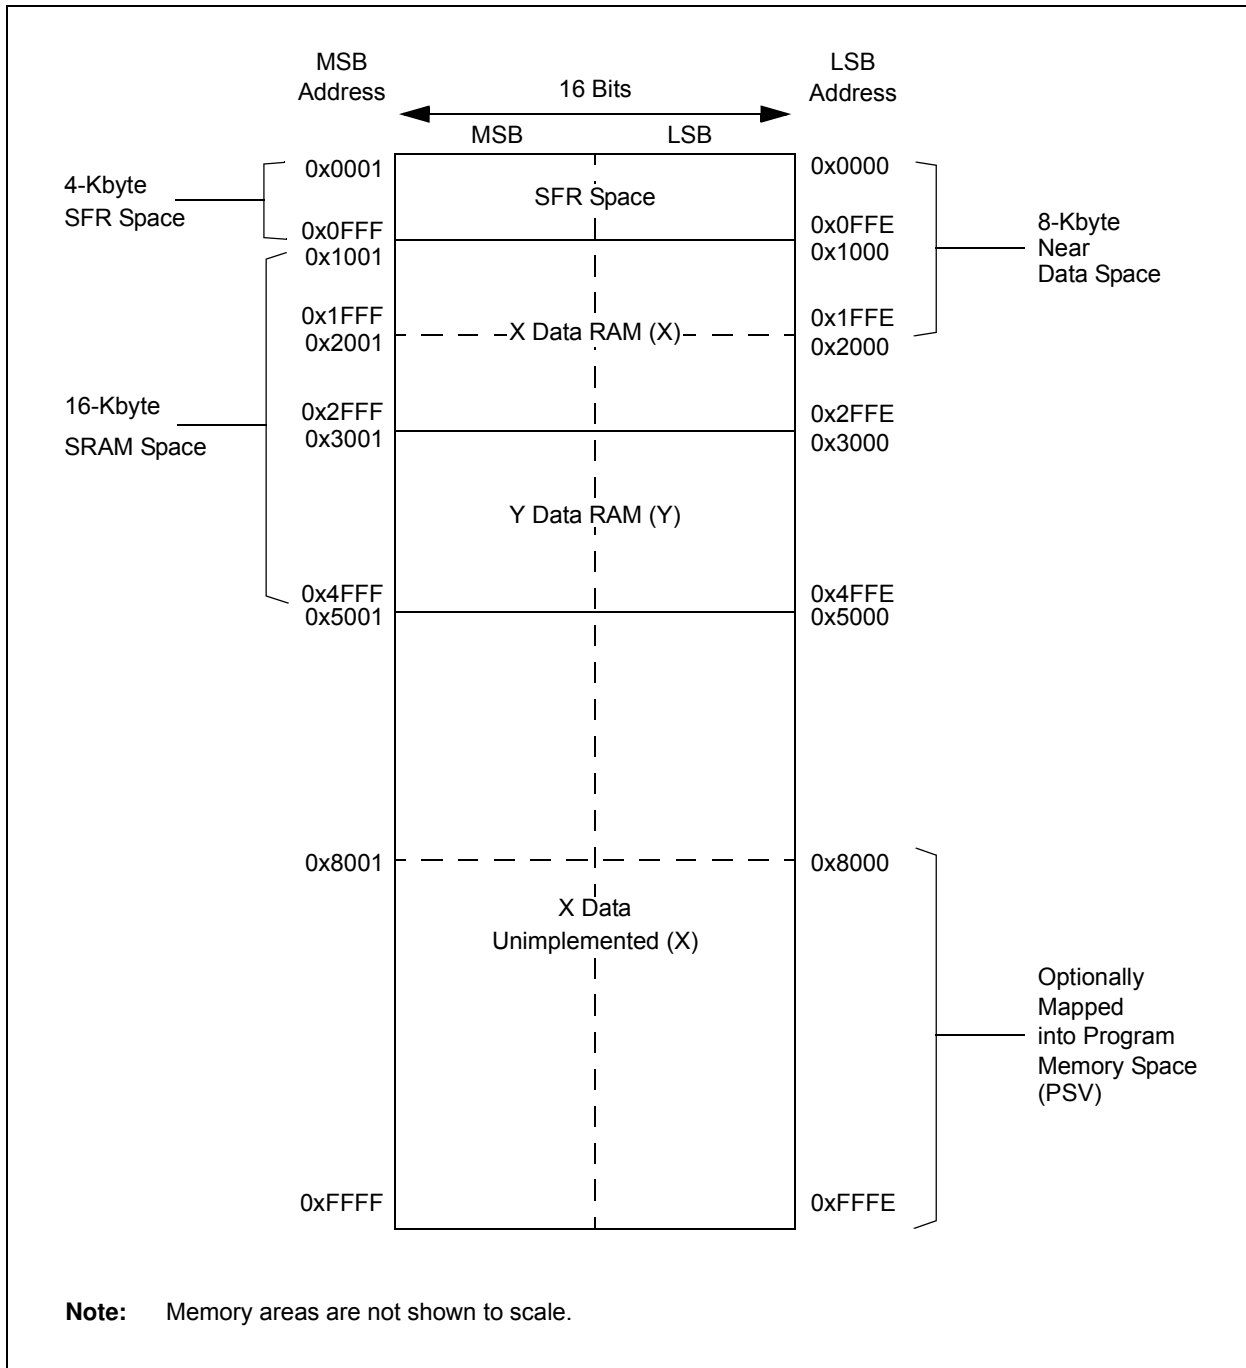 MSB
Address
16 Bits
LSB
Address
MSB
LSB
4-Kbyte
SFR Space
0x0001
0x0FFF
SFR Space
0x0000
0x0FFE
8-Kbyte
Near
Data Space
0x1001
0x1FFF
0x2001
X Data RAM (X)
0x1000
0x1FFE
0x2000
16-Kbyte
SRAM Space
0x2FFF
0x3001
0x2FFE
0x3000
Y Data RAM (Y)
0x4FFF
0x5001
0x4FFE
0x5000
0x8001
0x8000
X Data
Unimplemented (X)
Optionally
Mapped
into Program
Memory Space
(PSV)
0xFFFF
0xFFFE
Note: Memory areas are not shown to scale.